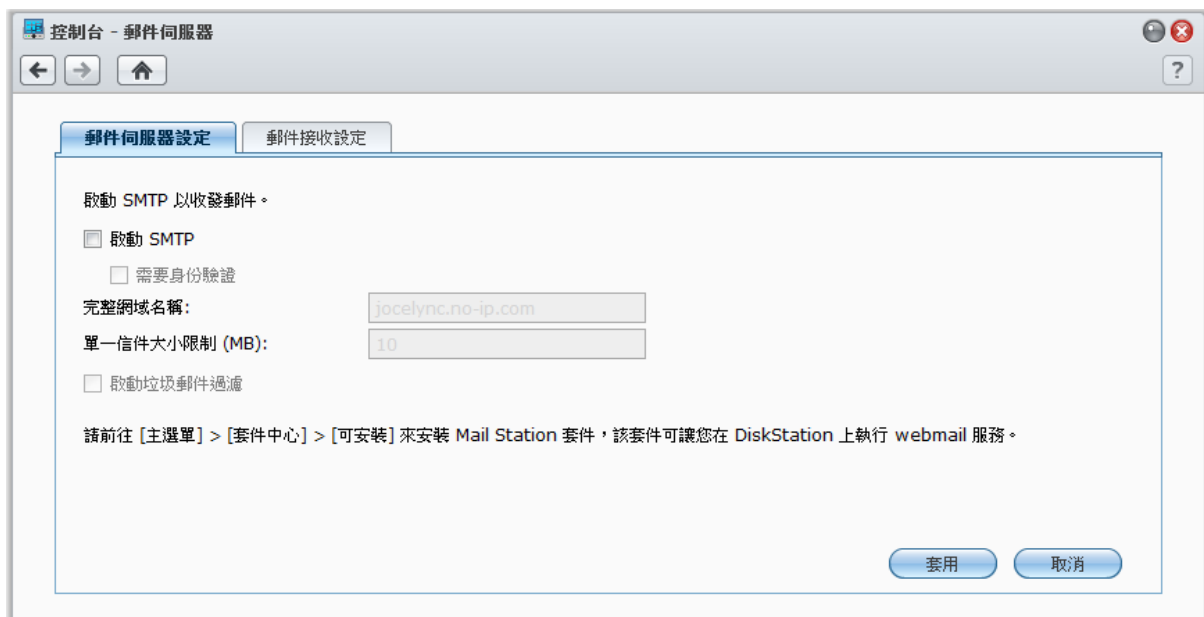 控制台 - 郵件伺服器
?
郵件伺服器設定
郵件接收設定
啟動 SMTP 以收發郵件。
啟動 SMTP
需要身份驗證
完整網域名稱:
jocelync.no-ip.com
單一信件大小限制 (MB):
10
啟動垃圾郵件過濾
請前往 [主選單] > [套件中心] > [可安裝] 來安裝 Mail Station 套件，該套件可讓您在 DiskStation 上執行 webmail 服務。
套用
取消